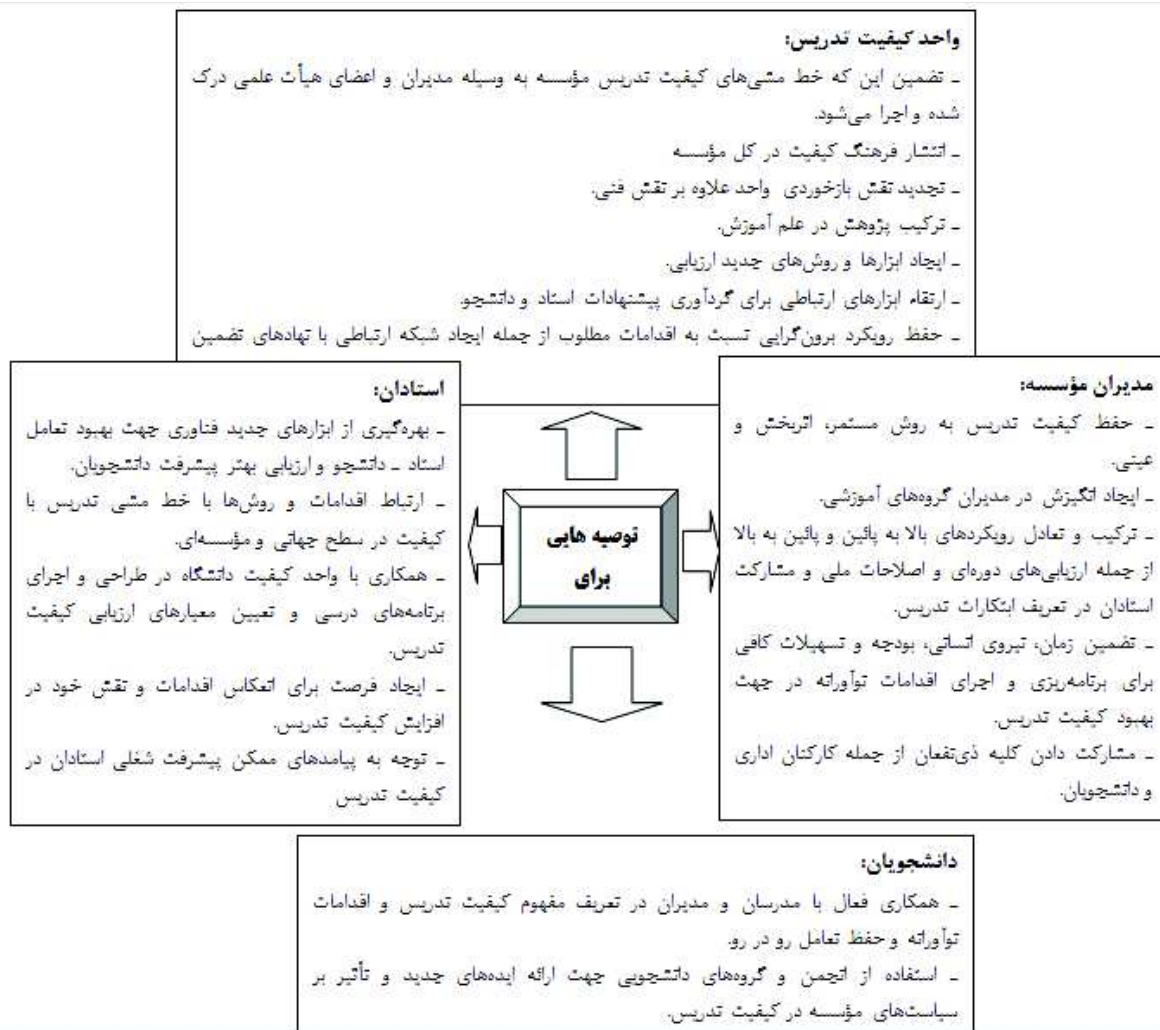 واحد کیفیت تدریس:
ـ تضمین این که خط مشی‌های کیفیت تدریس مؤسسه به وسیله مدیران و اعضای هیأت علمی درک
شده و اجرا می‌شود.
ـ انتشار فرهنگ کیفیت در کل مؤسسه
ـ تجدید نقش بازخوردی واحد علاوه بر نقش فنی.
ـ ترکیب پژوهش در علم آموزش.
ـ ایجاد ابزارها و روش‌های جدید ارزیابی.
ـ ارتقاء ابزارهای ارتباطی برای گردآوری پیشنهادات استاد و دانشجو.
ـ حفظ رویکرد برون‌گرایی نسبت به اقدامات مطلوب از جمله ایجاد شبکه ارتباطی با نهادهای تضمین
مدیران مؤسسه:
ـ حفظ کیفیت تدریس به روش مستمر، اثربخش و
عینی.
ـ ایجاد انگیزش در مدیران گروه‌های آموزشی.
ـ ترکیب و تعادل رویکردهای بالا به پائین و پائین به بالا
از جمله ارزیابی‌های دوره‌ای و اصلاحات ملی و مشارکت
استادان در تعریف ابتکارات تدریس.
ـ تضمین زمان، نیروی انسانی، بودجه و تسهیلات کافی
برای برنامه‌ریزی و اجرای اقدامات نوآورانه در جهت
بهبود کیفیت تدریس.
ـ مشارکت دادن کلیه ذی‌نفعان از جمله کارکنان اداری
و دانشجویان.
توصیه هایی
برای
استادان:
ـ بهره‌گیری از ابزارهای جدید فناوری جهت بهبود تعامل
استاد ـ دانشجو و ارزیابی بهتر پیشرفت دانشجویان.
ـ ارتباط اقدامات و روش‌ها با خط مشی تدریس با
کیفیت در سطح جهانی و مؤسسه‌ای.
ـ همکاری با واحد کیفیت دانشگاه در طراحی و اجرای
برنامه‌های درسی و تعیین معیارهای ارزیابی کیفیت
تدریس.
ـ ایجاد فرصت برای انعکاس اقدامات و نقش خود در
افزایش کیفیت تدریس.
ـ توجه به پیامدهای ممکن پیشرفت شغلی استادان در
کیفیت تدریس
دانشجویان:
ـ همکاری فعال با مدرسان و مدیران در تعریف مفهوم کیفیت تدریس و اقدامات
نوآورانه و حفظ تعامل رو در رو.
ـ استفاده از انجمن و گروه‌های دانشجویی جهت ارائه ایده‌های جدید و تأثیر بر
سیاست‌های مؤسسه در کیفیت تدریس.